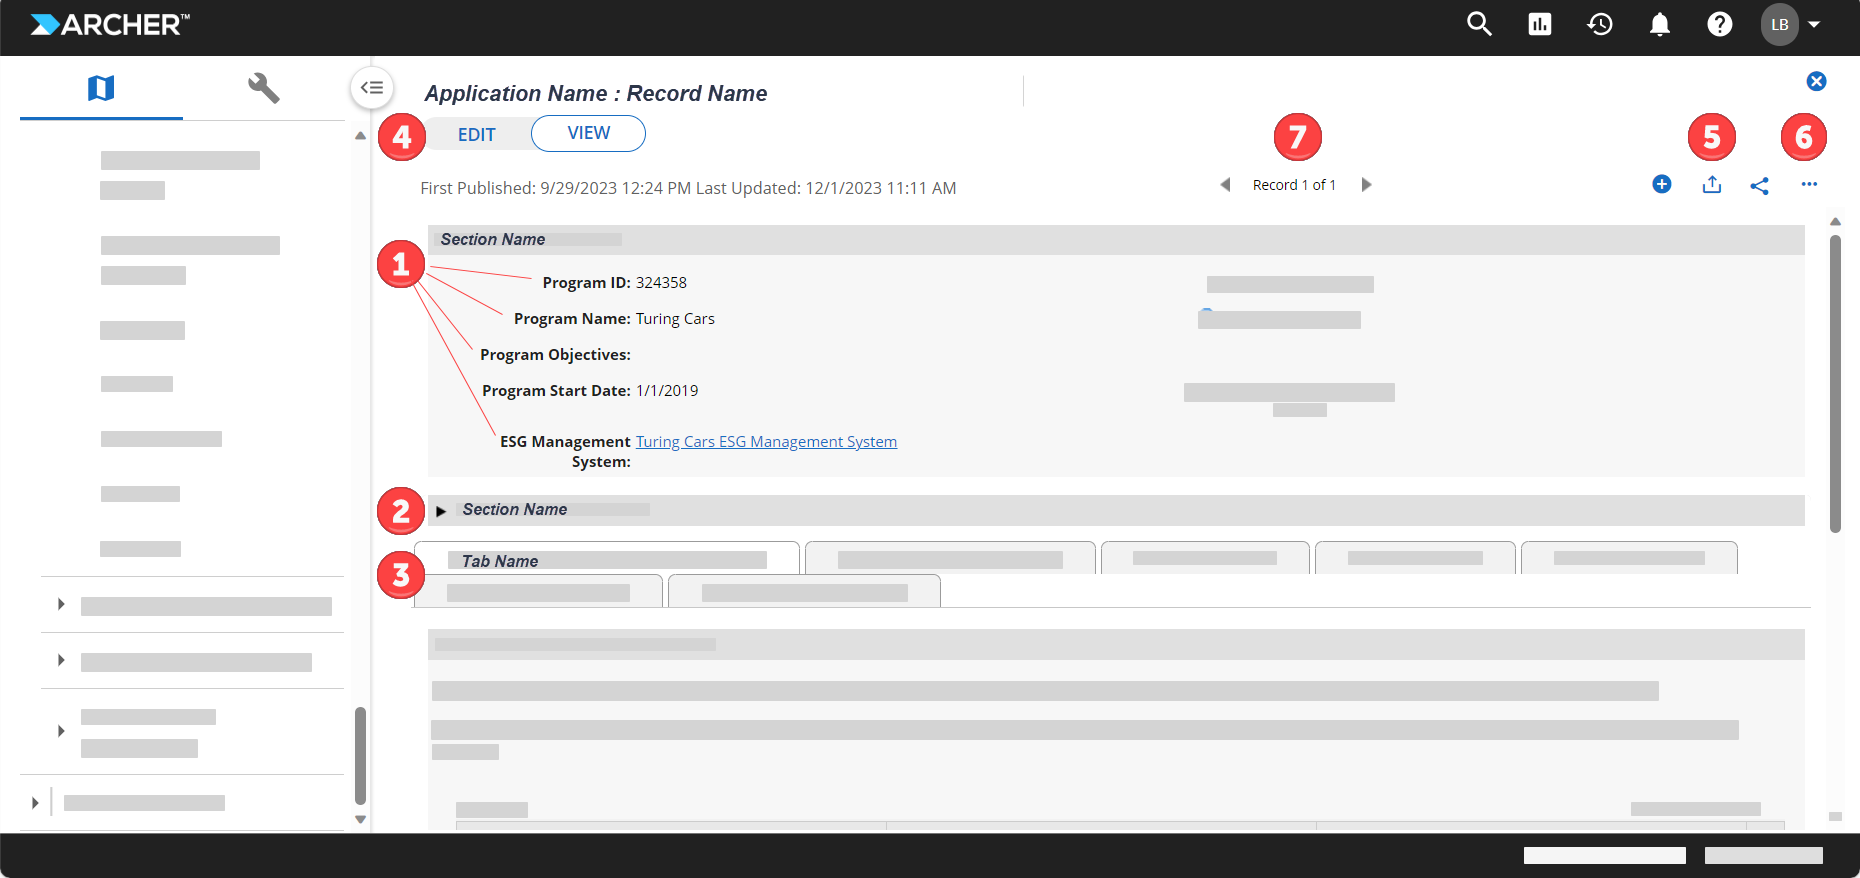 ARCHER™
LB
Application Name : Record Name
4
EDIT
VIEW
7
5
6
First Published: 9/29/2023 12:24 PM Last Updated: 12/1/2023 11:11 AM
Record 1 of 1
Section Name
1
Program ID: 324358
Program Name: Turing Cars
Program Objectives:
Program Start Date: 1/1/2019
ESG Management Turing Cars ESG Management System
System:
2
Section Name
3
Tab Name